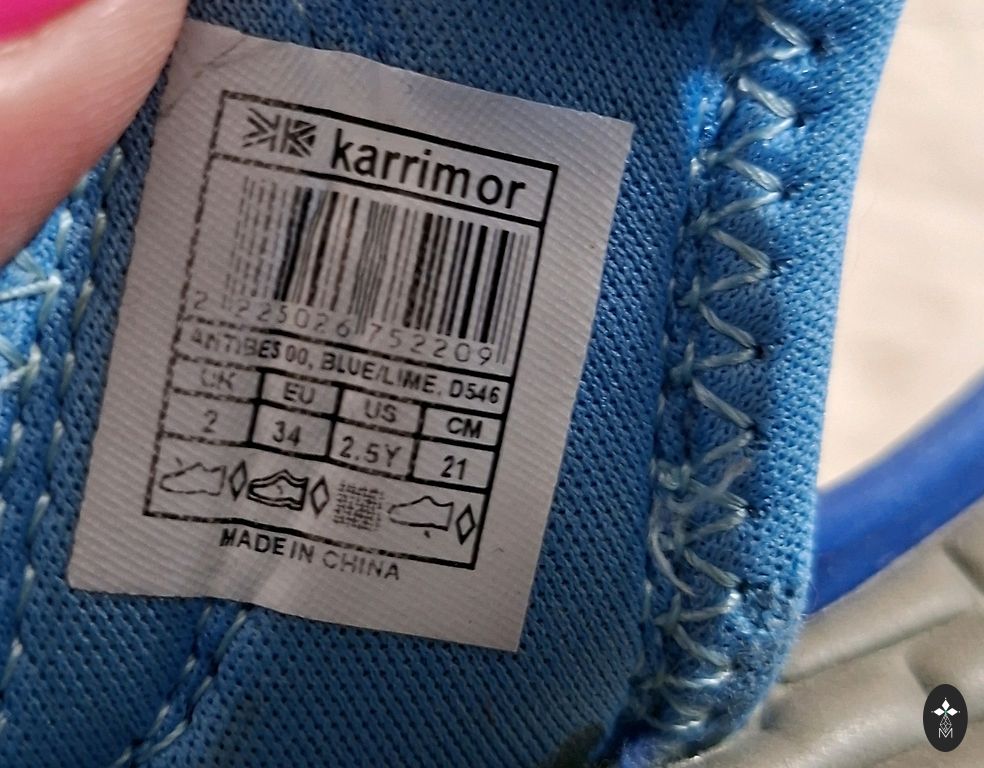 karrimor
2 225026 752209
ANTIBES 00, BLUE/LIME, D546
UK EU US CM
2 34 2.5Y 21
MADE IN CHINA
M